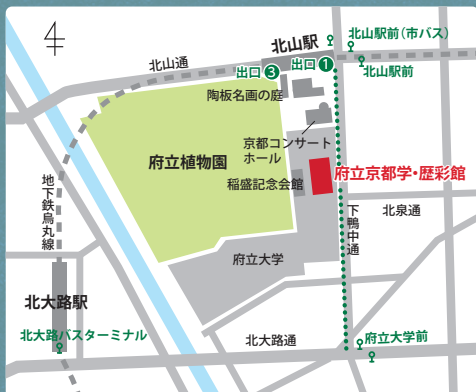 北山駅
北山駅前(市バス)
北山駅前
北山通
出口❸
出口❶
陶板名画の庭
京都コンサート
ホール
府立植物園
稲盛記念会館
府立京都学・歴彩館
地下鉄烏丸線
下鴨中通
北泉通
府立大学
北大路駅
北大路バスターミナル
北大路通
府立大学前